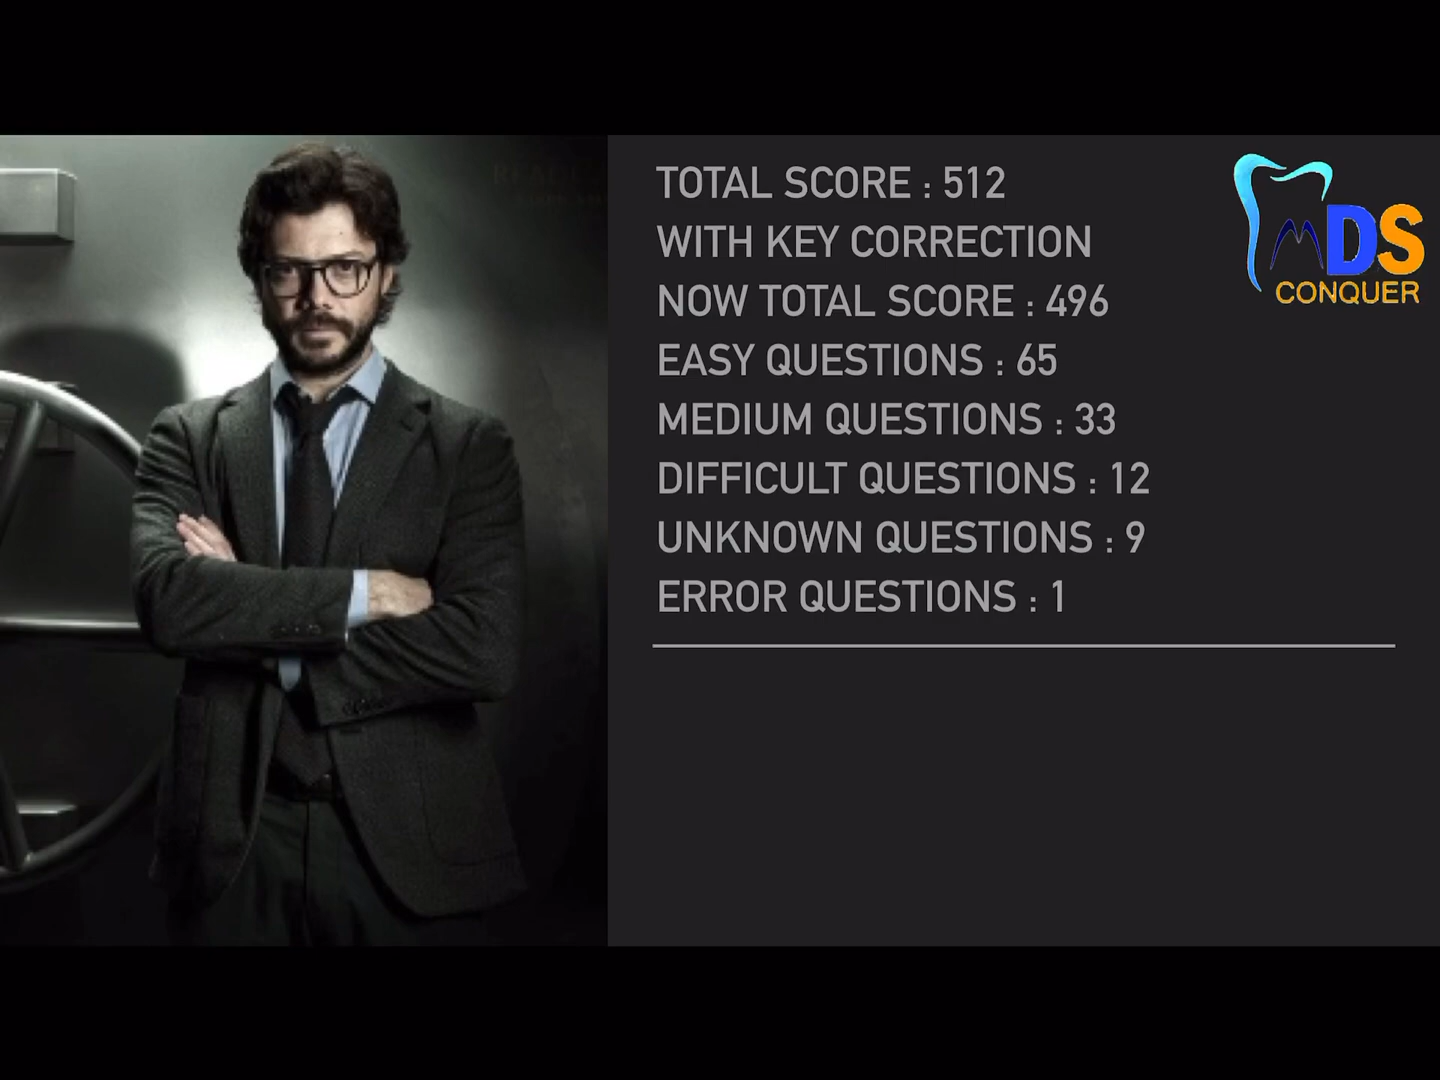 TOTAL SCORE : 512
WITH KEY CORRECTION
NOW TOTAL SCORE : 496
EASY QUESTIONS : 65
MEDIUM QUESTIONS : 33
DIFFICULT QUESTIONS : 12
UNKNOWN QUESTIONS : 9
ERROR QUESTIONS : 1
MDS
CONQUER